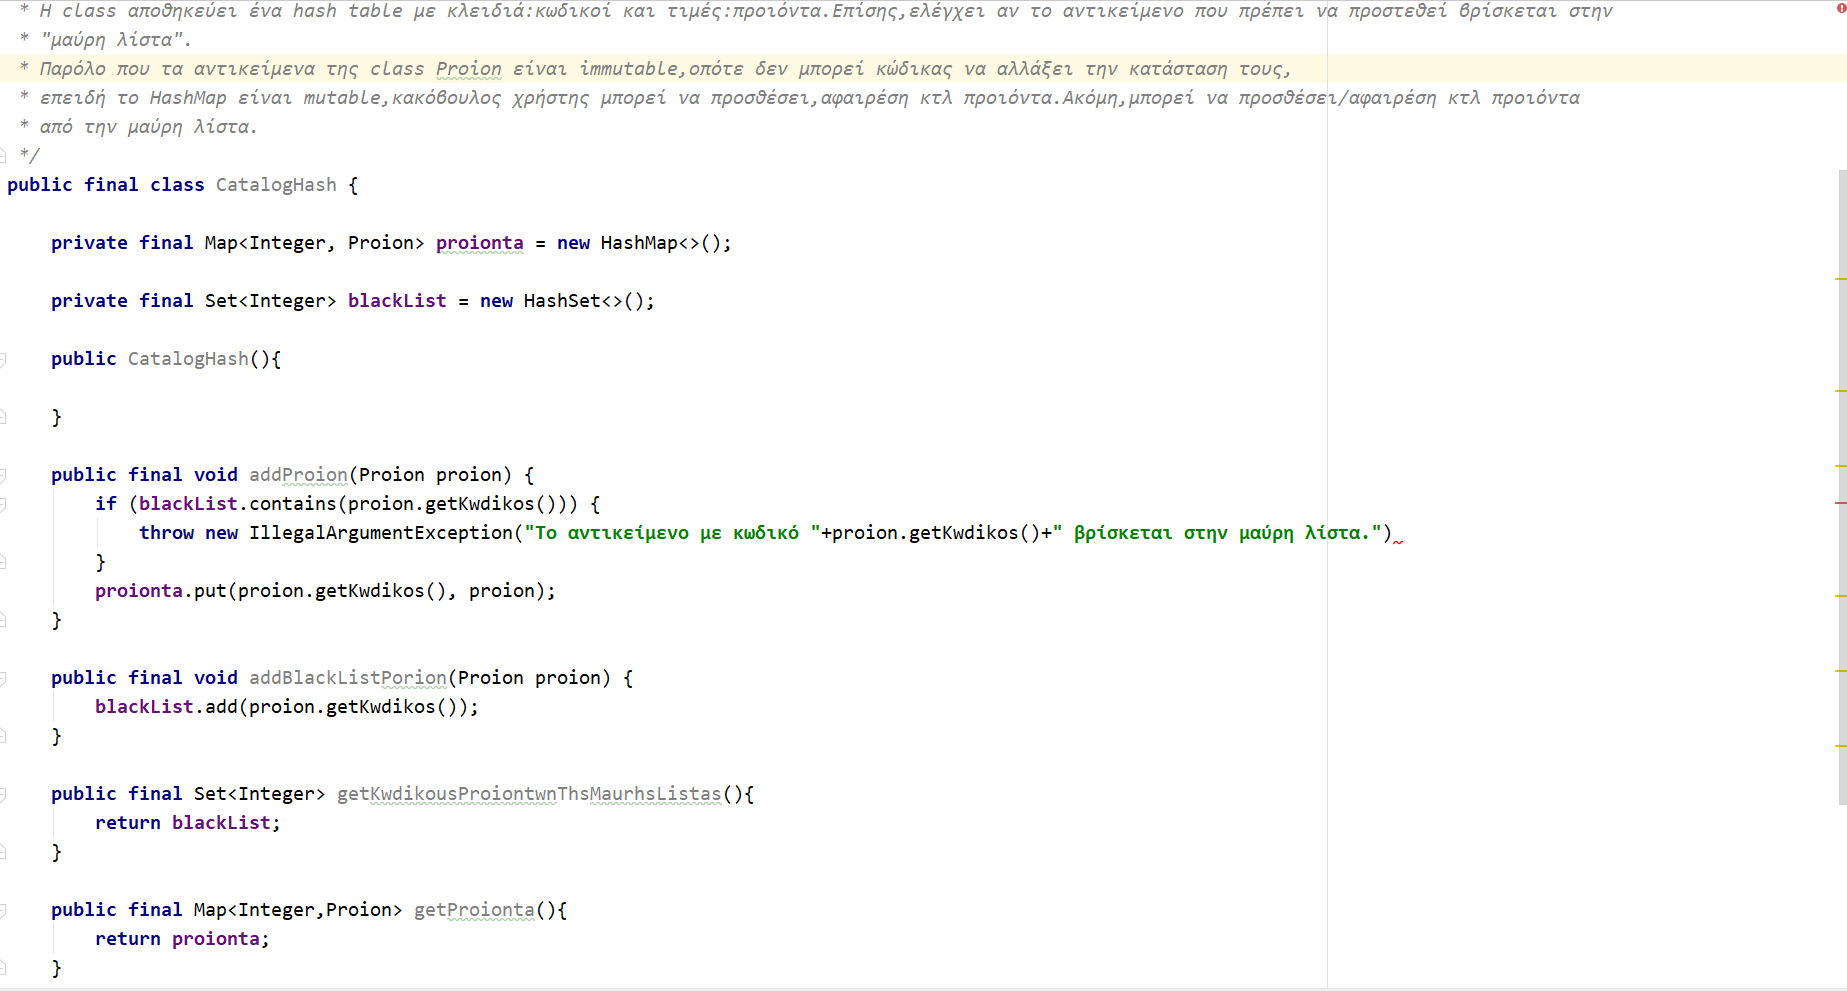 * Η class αποθηκεύει ένα hash table με κλειδιά:κωδικοί και τιμές:προιόντα.Επίσης,ελέγχει αν το αντικείμενο που πρέπει να προστεθεί βρίσκεται στην
* "μαύρη λίστα".
* Παρόλο που τα αντικείμενα της class Proion είναι immutable,οπότε δεν μπορεί κώδικας να αλλάξει την κατάσταση τους,
* επειδή το HashMap είναι mutable,κακόβουλος χρήστης μπορεί να προσθέσει,αφαιρέση κτλ προιόντα.Ακόμη,μπορεί να προσθέσει/αφαιρέση κτλ προιόντα
* από την μαύρη λίστα.
*/
public final class CatalogHash {
private final Map<Integer, Proion> proionta = new HashMap<>();
private final Set<Integer> blackList = new HashSet<>();
public CatalogHash(){
}
public final void addProion(Proion proion) {
if (blackList.contains(proion.getKwdikos())) {
throw new IllegalArgumentException("Το αντικείμενο με κωδικό "+proion.getKwdikos()+" βρίσκεται στην μαύρη λίστα.")
}
proionta.put(proion.getKwdikos(), proion);
}
public final void addBlackListPorion(Proion proion) {
blackList.add(proion.getKwdikos());
}
public final Set<Integer> getKwdikousProiontwnThsMaurhsListas(){
return blackList;
}
public final Map<Integer,Proion> getProionta(){
return proionta;
}